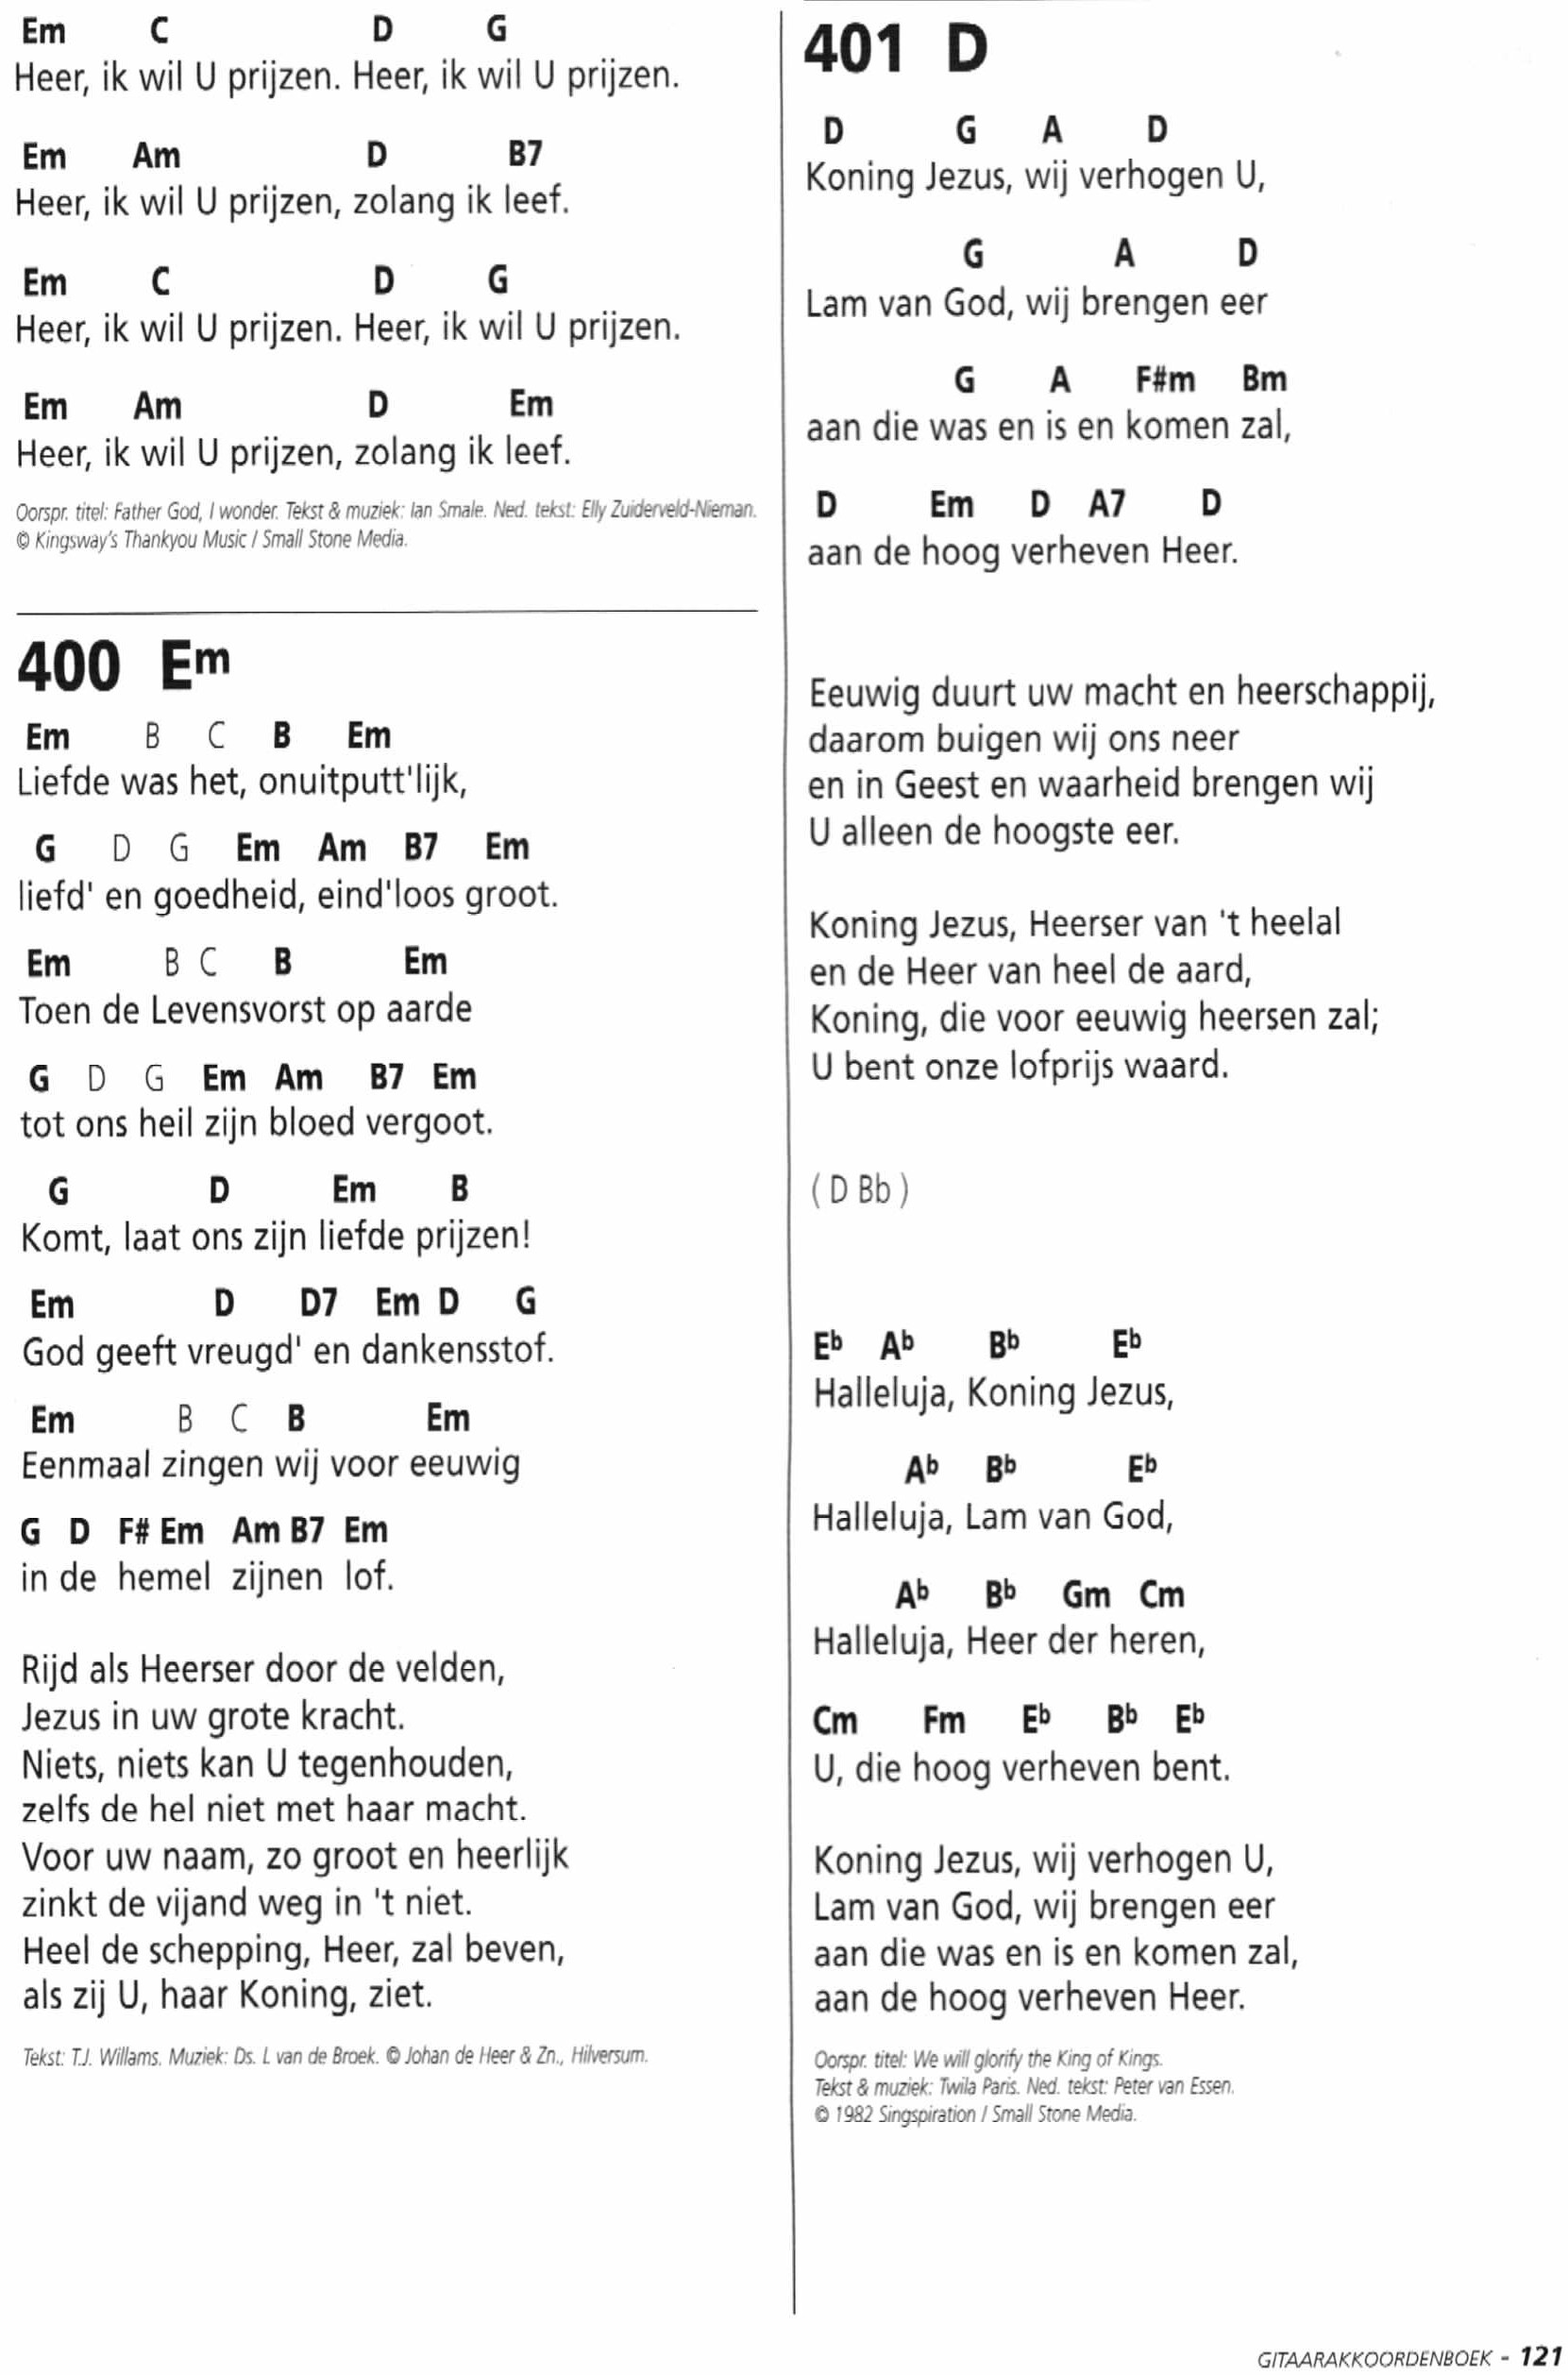 Em C D G
Heer, ik wil U prijzen. Heer, ik wil U prijzen.
Em Am D B7
Heer, ik wil U prijzen, zolang ik leef.
Em C D G
Heer, ik wil U prijzen. Heer, ik wil U prijzen.
Em Am D Em
Heer, ik wil U prijzen, zolang ik leef.
Oorspr. titel: Father God, I wonder. Tekst & muziek: Ian Smale. Ned. tekst: Elly Zuiderveld-Nieman.
© Kingsway's Thankyou Music / Small Stone Media.
400 Em
Em B C B Em
Liefde was het, onuitputt'lijk,
G D G Em Am B7 Em
liefd' en goedheid, eind'loos groot.
Em B C B Em
Toen de Levensvorst op aarde
G D G Em Am B7 Em
tot ons heil zijn bloed vergoot.
G D Em B
Komt, laat ons zijn liefde prijzen!
Em D D7 Em D G
God geeft vreugd' en dankensstof.
Em B C B Em
Eenmaal zingen wij voor eeuwig
G D F# Em Am B7 Em
in de hemel zijnen lof.
Rijd als Heerser door de velden,
Jezus in uw grote kracht.
Niets, niets kan U tegenhouden,
zelfs de hel niet met haar macht.
Voor uw naam, zo groot en heerlijk
zinkt de vijand weg in 't niet.
Heel de schepping, Heer, zal beven,
als zij U, haar Koning, ziet.
Tekst: T.J. Willams. Muziek: Ds. L van de Broek. © Johan de Heer & Zn., Hilversum.
401 D
D G A D
Koning Jezus, wij verhogen U,
G A D
Lam van God, wij brengen eer
G A F#m Bm
aan die was en is en komen zal,
D Em D A7 D
aan de hoog verheven Heer.
Eeuwig duurt uw macht en heerschappij,
daarom buigen wij ons neer
en in Geest en waarheid brengen wij
U alleen de hoogste eer.
Koning Jezus, Heerser van 't heelal
en de Heer van heel de aard,
Koning, die voor eeuwig heersen zal;
U bent onze lofprijs waard.
( D Bb )
Eb Ab Bb Eb
Halleluja, Koning Jezus,
Ab Bb Eb
Halleluja, Lam van God,
Ab Bb Gm Cm
Halleluja, Heer der heren,
Cm Fm Eb Bb Eb
U, die hoog verheven bent.
Koning Jezus, wij verhogen U,
Lam van God, wij brengen eer
aan die was en is en komen zal,
aan de hoog verheven Heer.
Oorspr. titel: We will glorify the King of Kings.
Tekst & muziek: Twila Paris. Ned. tekst: Peter van Essen.
© 1982 Singspiration / Small Stone Media.
GITAARAKKOORDENBOEK - 121